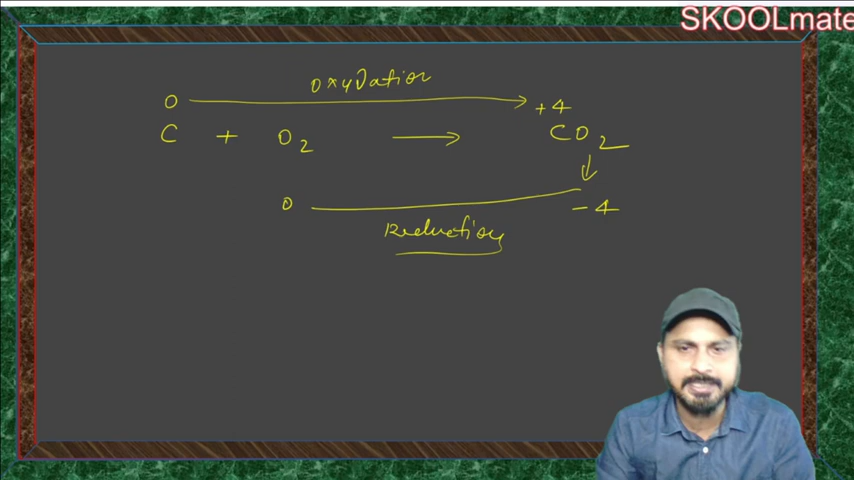 SKOOLmate
oxydation
0 +4
C + O2 → CO2
0 -4
Reduction